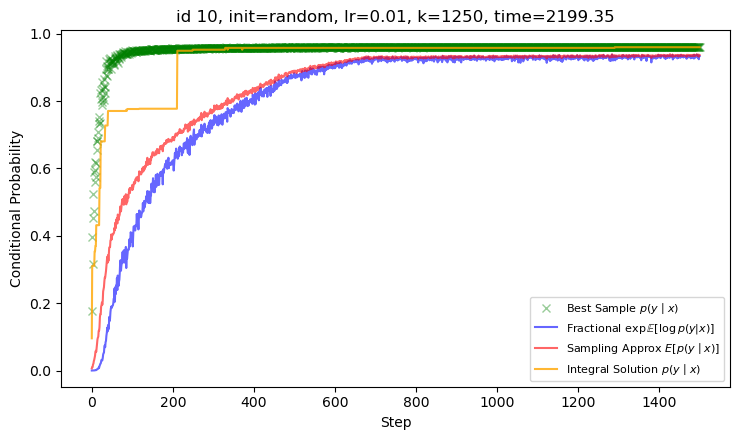 id 10, init=random, lr=0.01, k=1250, time=2199.35
Conditional Probability
1.0
0.8
0.6
0.4
0.2
0.0
Best Sample p(y | x)
Fractional exp𝔼[log p(y|x)]
Sampling Approx E[p(y | x)]
Integral Solution p(y | x)
0 200 400 600 800 1000 1200 1400
Step